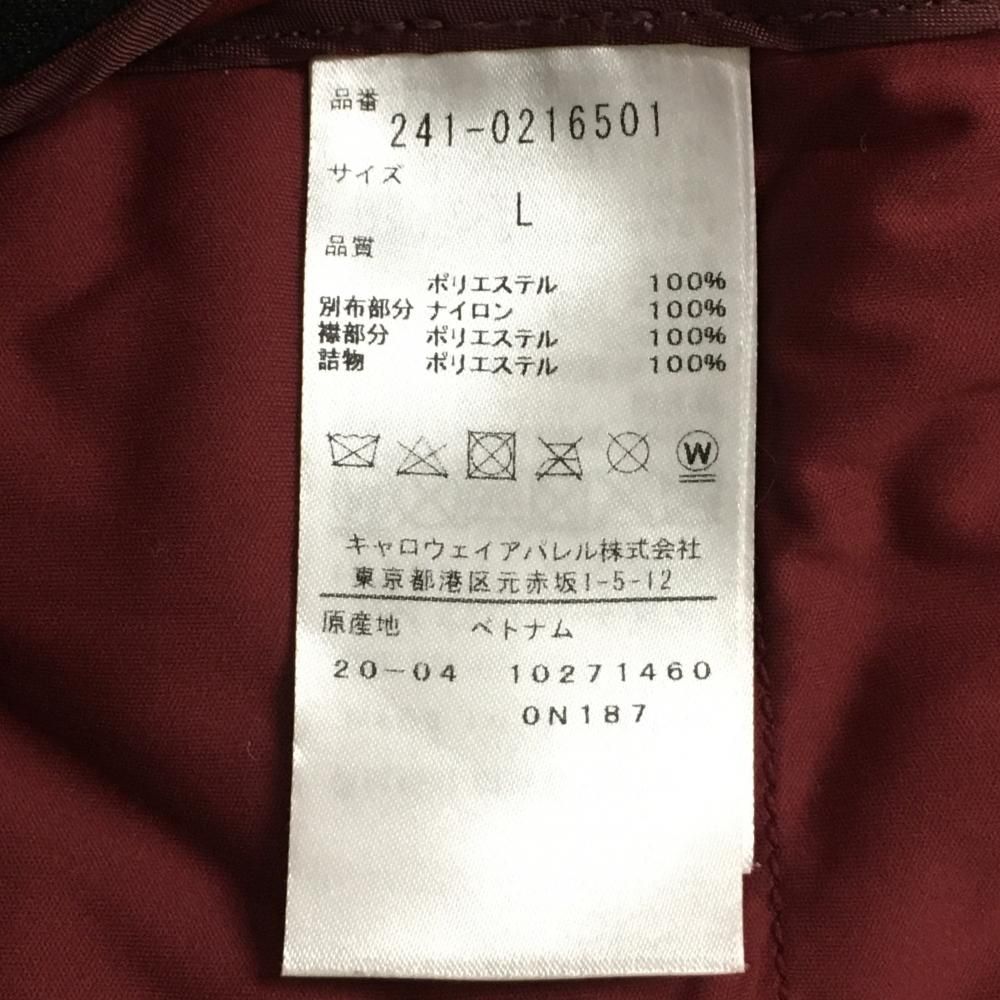 品番
241-0216501
サイズ
L
品質
ポリエステル 100%
別布部分 ナイロン 100%
襟部分 ポリエステル 100%
詰物 ポリエステル 100%
W
キャロウェイアパレル株式会社
東京都港区元赤坂1-5-12
原産地 ベトナム
20-04 10271460
0N187